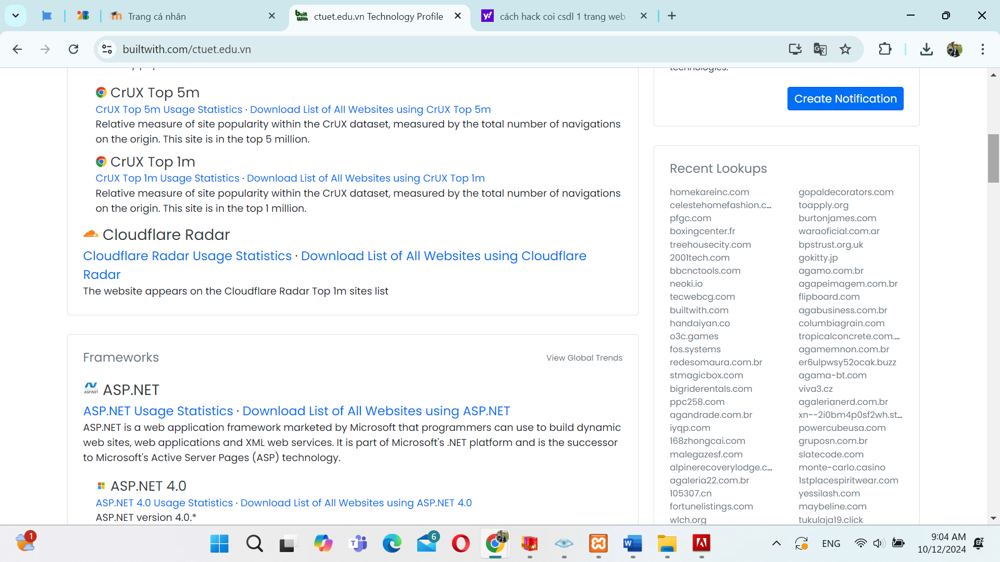 Trang cá nhân
ctuet.edu.vn Technology Profile
cách hack coi csdl 1 trang web
builtwith.com/ctuet.edu.vn
CrUX Top 5m
CrUX Top 5m Usage Statistics · Download List of All Websites using CrUX Top 5m
Relative measure of site popularity within the CrUX dataset, measured by the total number of navigations
on the origin. This site is in the top 5 million.
CrUX Top 1m
CrUX Top 1m Usage Statistics · Download List of All Websites using CrUX Top 1m
Relative measure of site popularity within the CrUX dataset, measured by the total number of navigations
on the origin. This site is in the top 1 million.
Cloudflare Radar
Cloudflare Radar Usage Statistics · Download List of All Websites using Cloudflare
Radar
The website appears on the Cloudflare Radar Top 1m sites list
Frameworks
View Global Trends
ASP.NET
ASP.NET Usage Statistics · Download List of All Websites using ASP.NET
ASP.NET is a web application framework marketed by Microsoft that programmers can use to build dynamic
web sites, web applications and XML web services. It is part of Microsoft's .NET platform and is the successor
to Microsoft's Active Server Pages (ASP) technology.
ASP.NET 4.0
ASP.NET 4.0 Usage Statistics · Download List of All Websites using ASP.NET 4.0
ASP.NET version 4.0.*
technologies.
Create Notification
Recent Lookups
homekareinc.com
celestehomefashion.c...
pfgc.com
boxingcenter.fr
treehousecity.com
2001tech.com
bbcnctools.com
neoki.io
tecwebcg.com
builtwith.com
handaiyan.co
o3c.games
fos.systems
redesomaura.com.br
stmagicbox.com
bigriderentals.com
ppc258.com
agandrade.com.br
iyqp.com
168zhongcai.com
malegazesf.com
alpinerecoverylodge.c...
agaleria22.com.br
105307.cn
fortunelistings.com
wlch.org
gopaldecorators.com
toapply.org
burtonjames.com
waraoficial.com.ar
bpstrust.org.uk
gokitty.jp
agamo.com.br
agapeimagem.com.br
flipboard.com
agabusiness.com.br
columbiagrain.com
tropicalconcrete.com....
agamemnon.com.br
er6ulpwsy52ocak.buzz
agama-bt.com
viva3.cz
agalerianerd.com.br
xn--2i0bm4p0sf2wh.st...
powercubeusa.com
gruposn.com.br
slatecode.com
monte-carlo.casino
1stplacespiritwear.com
yessilash.com
maybeline.com
tukulaja19.click
1
6
ENG
9:04 AM
10/12/2024